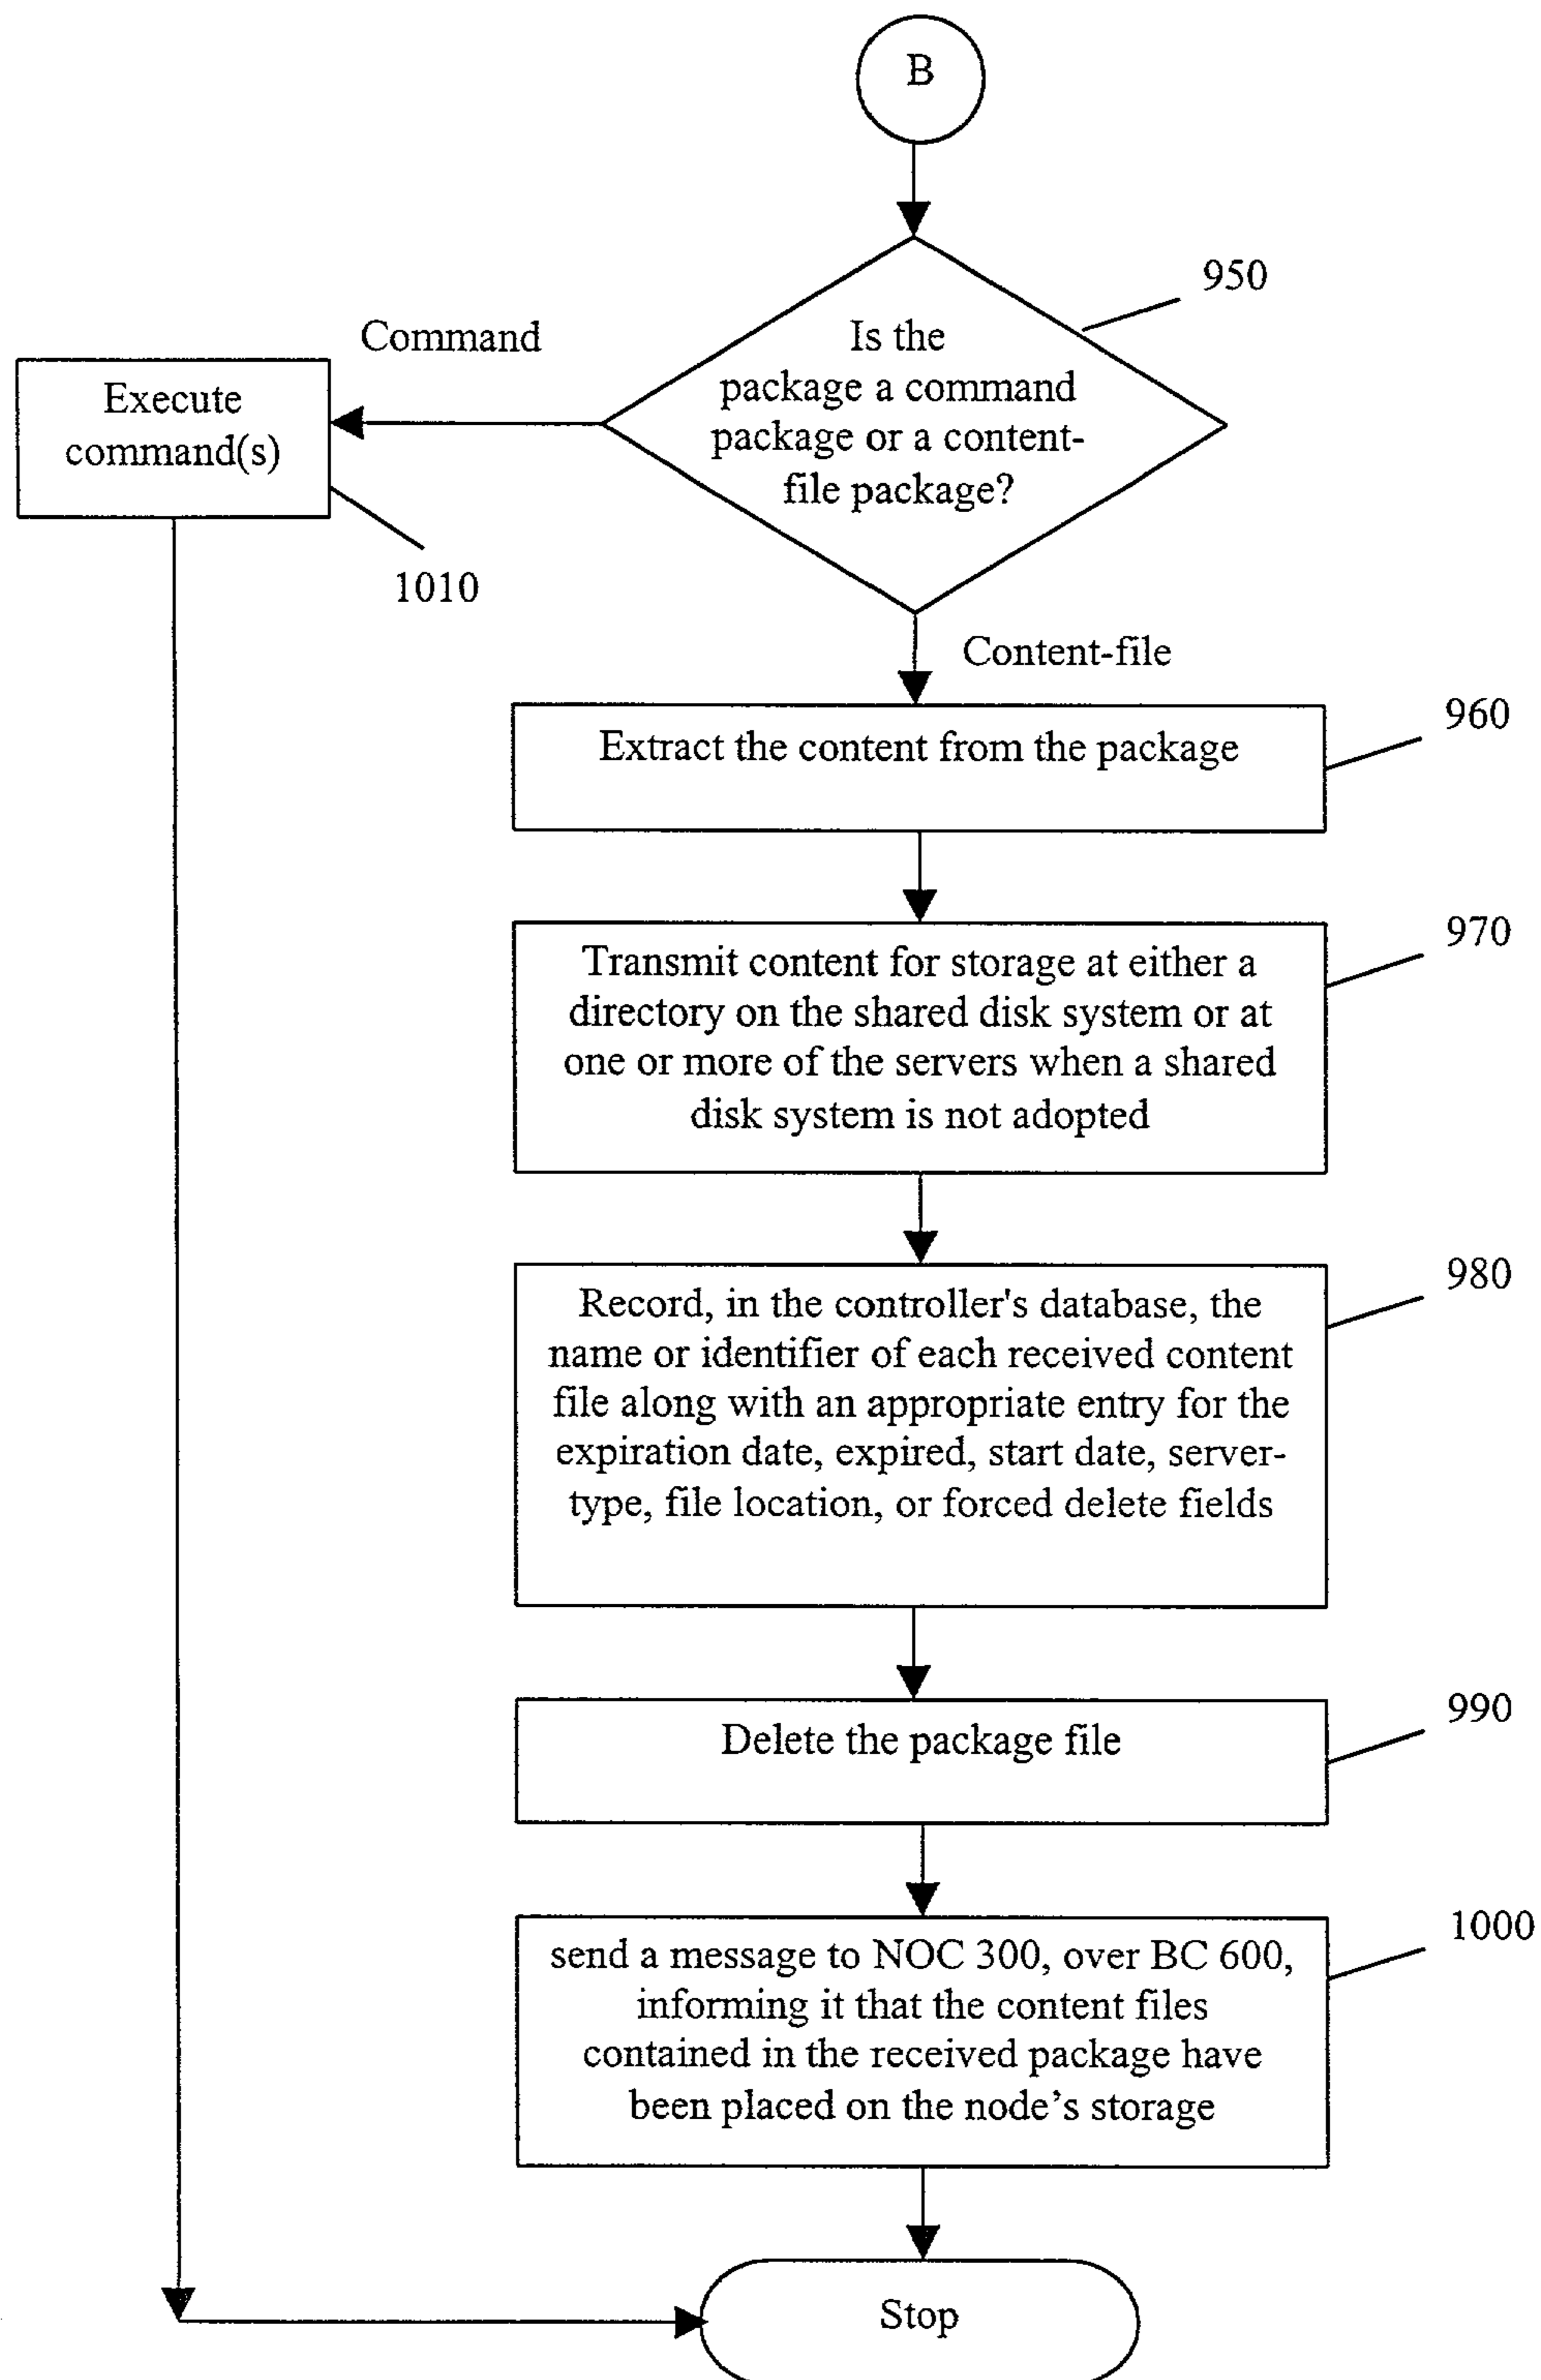 B
950
Is the
package a command
package or a content-
file package?
Command
Execute
command(s)
1010
Content-file
960
Extract the content from the package
970
Transmit content for storage at either a
directory on the shared disk system or at
one or more of the servers when a shared
disk system is not adopted
980
Record, in the controller's database, the
name or identifier of each received content
file along with an appropriate entry for the
expiration date, expired, start date, server-
type, file location, or forced delete fields
990
Delete the package file
1000
send a message to NOC 300, over BC 600,
informing it that the content files
contained in the received package have
been placed on the node’s storage
Stop